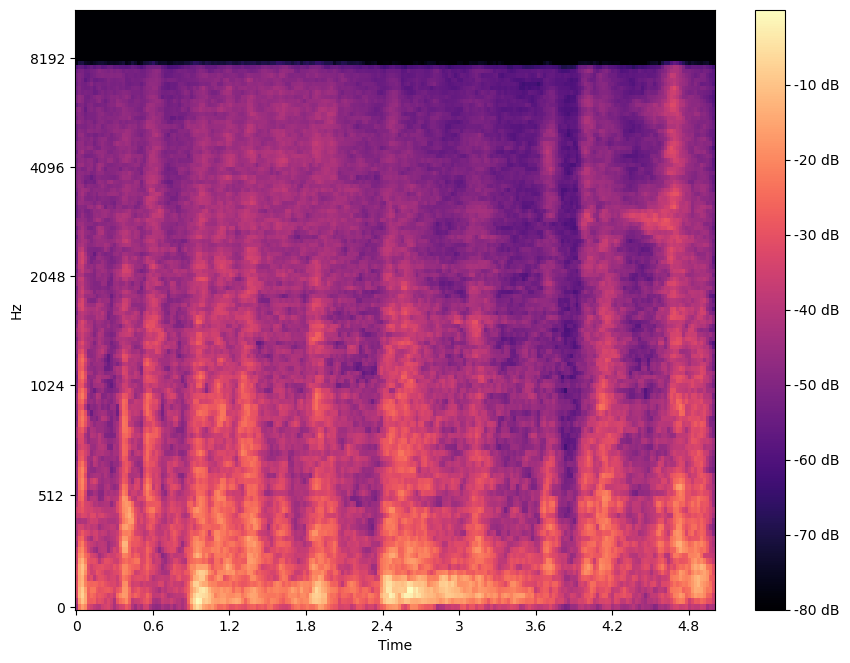 8192
4096
2048
1024
512
0
Hz
0 0.6 1.2 1.8 2.4 3 3.6 4.2 4.8
Time
-10 dB
-20 dB
-30 dB
-40 dB
-50 dB
-60 dB
-70 dB
-80 dB